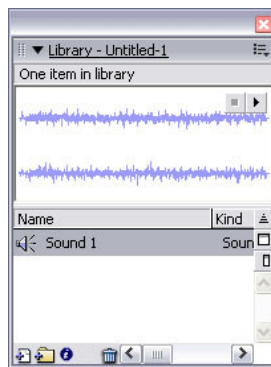 Library - Untitled-1
One item in library
Name Kind
Sound 1 Soun